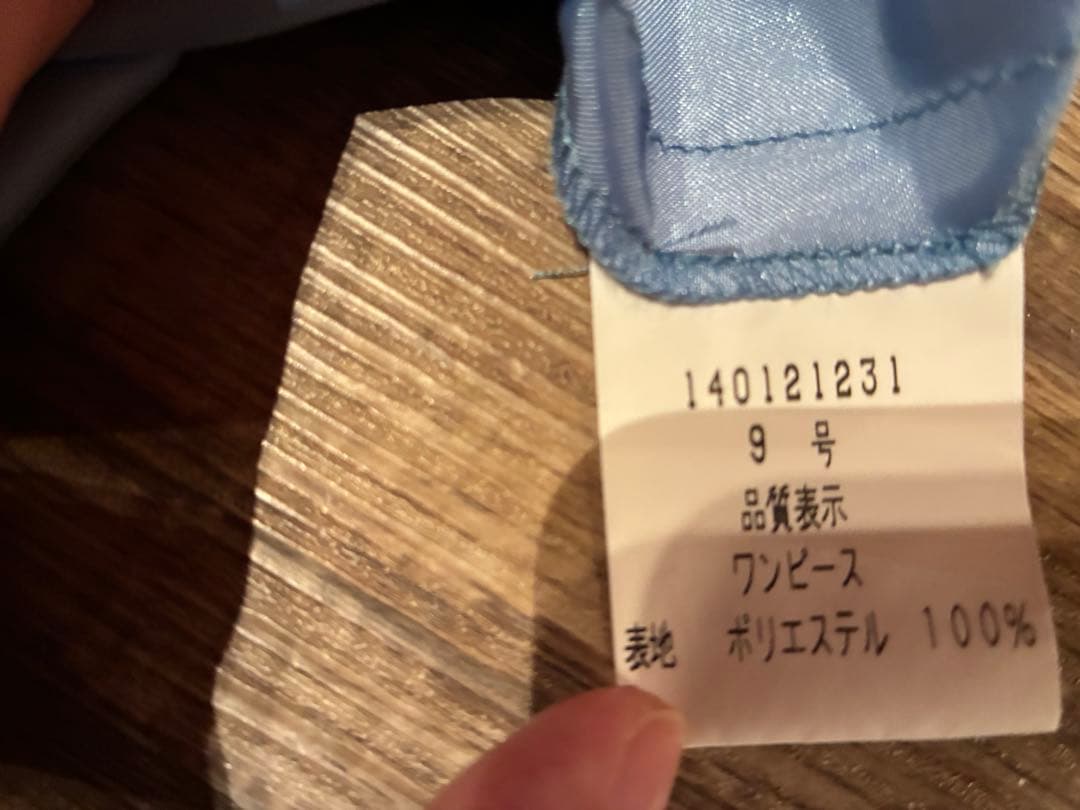 140121231
9 号
品質表示
ワンピース
表地 ポリエステル 100%